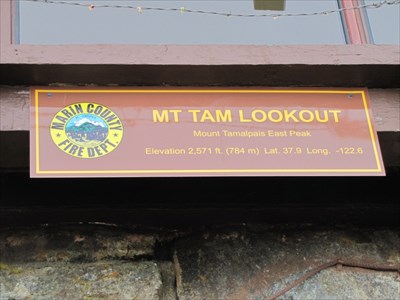 MARIN COUNTY
FIRE DEPT.
MT TAM LOOKOUT
Mount Tamalpais East Peak
Elevation 2,571 ft. (784 m) Lat. 37.9 Long. -122.6